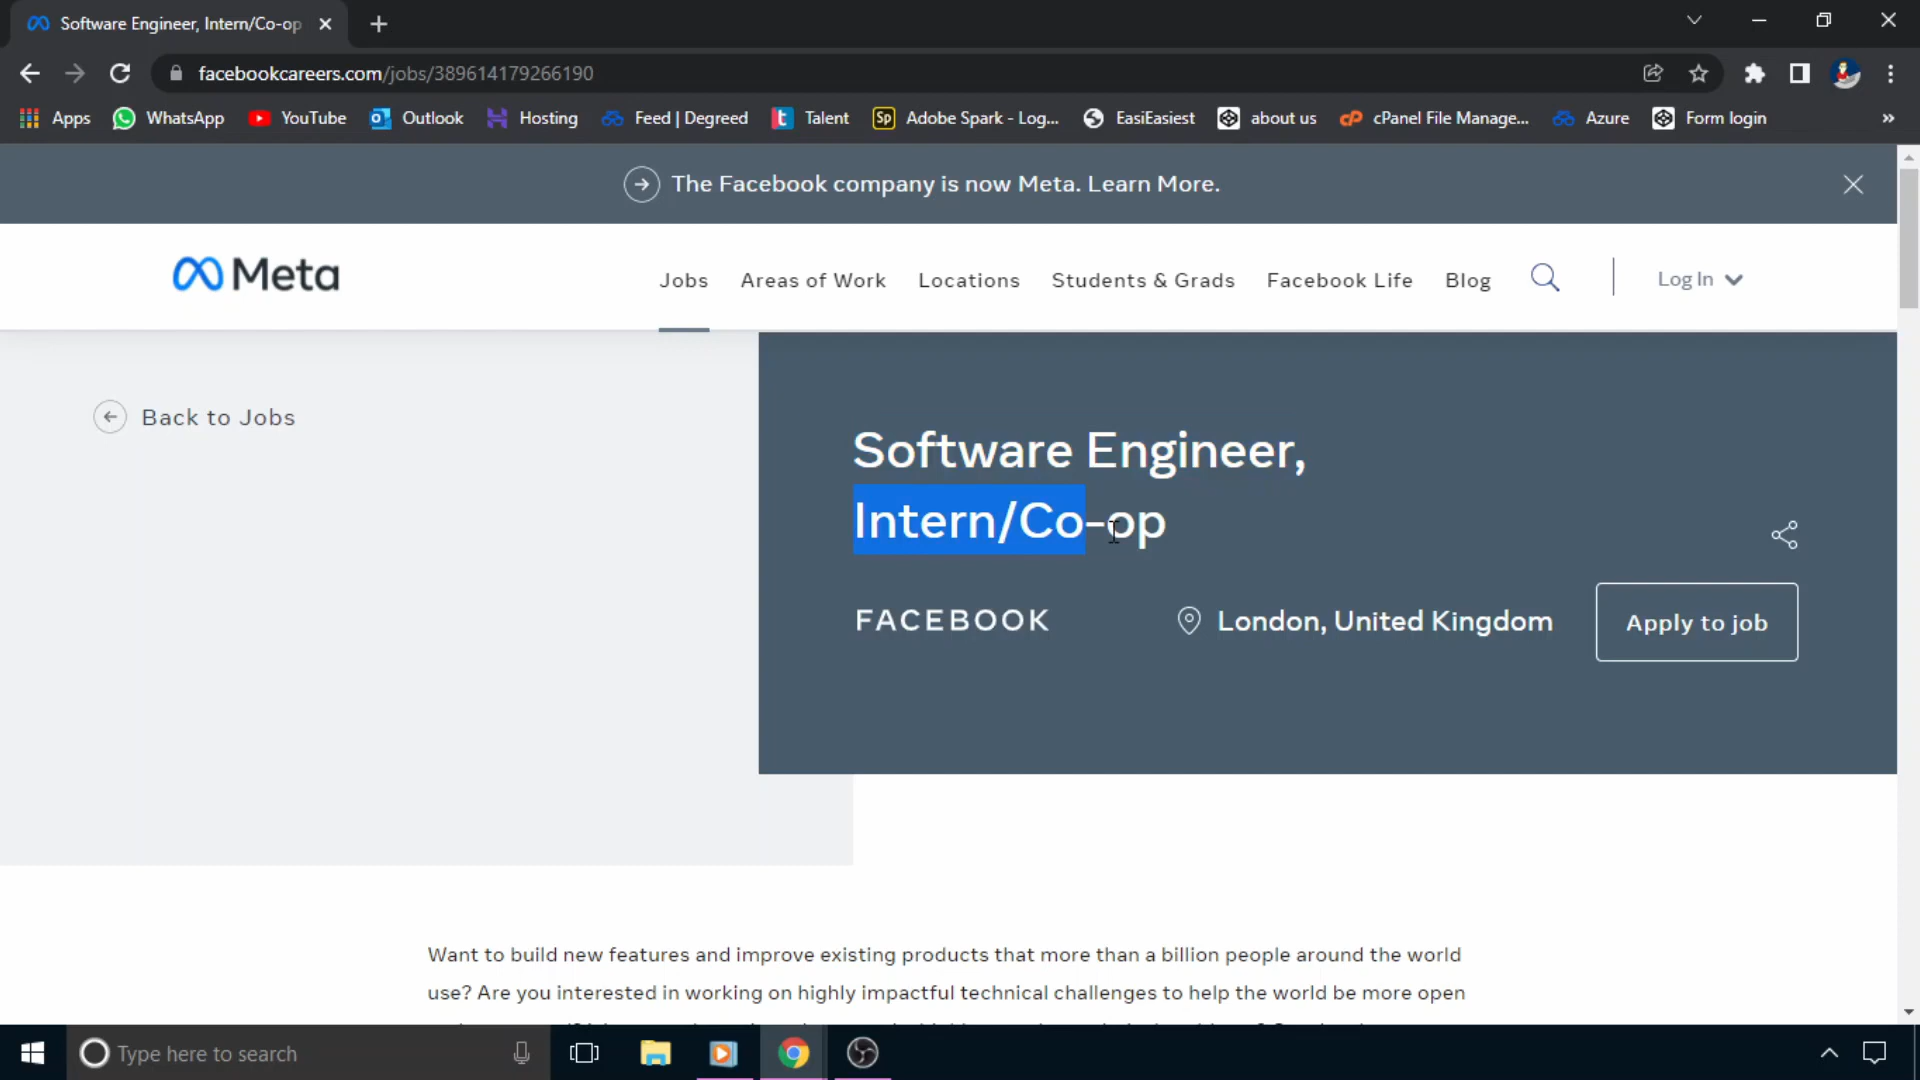 Software Engineer, Intern/Co-op
facebookcareers.com/jobs/389614179266190
Apps WhatsApp YouTube Outlook Hosting Feed | Degreed Talent Adobe Spark - Log... EasiEasiest about us cPanel File Manage... Azure Form login »
The Facebook company is now Meta. Learn More.
Meta Jobs Areas of Work Locations Students & Grads Facebook Life Blog Log In
Back to Jobs
Software Engineer,
Intern/Co-op
FACEBOOK London, United Kingdom Apply to job
Want to build new features and improve existing products that more than a billion people around the world
use? Are you interested in working on highly impactful technical challenges to help the world be more open
Type here to search